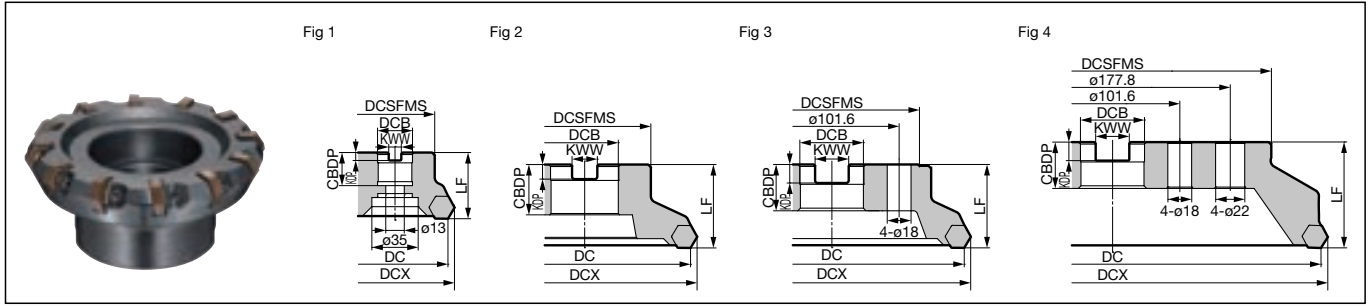 Fig 1
DCSFMS
DCB
KWW
CBDP
KDP
LF
ø13
ø35
DC
DCX
Fig 2
DCSFMS
DCB
KWW
CBDP
KDP
LF
DC
DCX
Fig 3
DCSFMS
ø101.6
DCB
KWW
CBDP
KDP
LF
4-ø18
DC
DCX
Fig 4
DCSFMS
ø177.8
ø101.6
DCB
KWW
CBDP
KDP
LF
4-ø18
4-ø22
DC
DCX